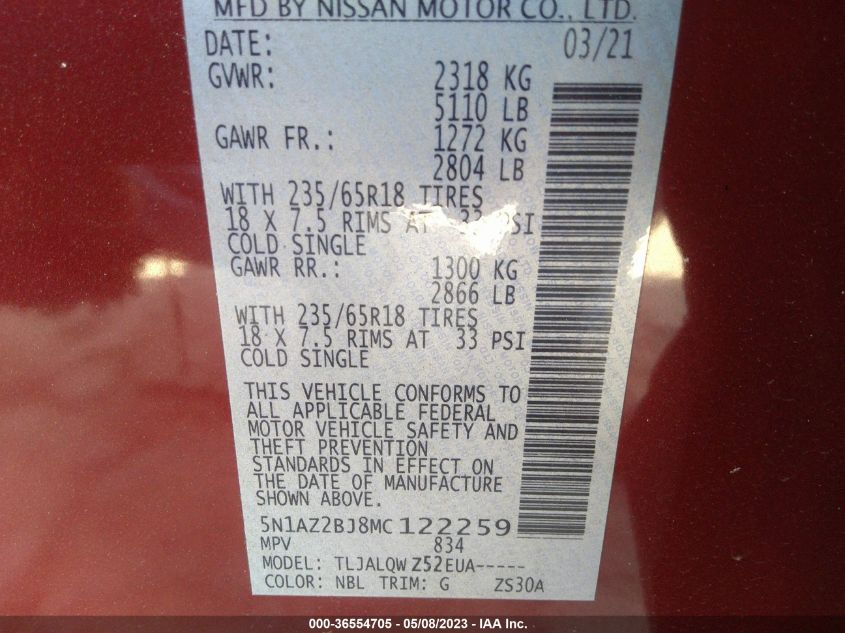 MFD BY NISSAN MOTOR CO., LTD.
DATE: 03/21
GVWR: 2318 KG
5110 LB
GAWR FR.: 1272 KG
2804 LB
WITH 235/65R18 TIRES
18 X 7.5 RIMS AT 33 PSI
COLD SINGLE
GAWR RR.: 1300 KG
2866 LB
WITH 235/65R18 TIRES
18 X 7.5 RIMS AT 33 PSI
COLD SINGLE
THIS VEHICLE CONFORMS TO
ALL APPLICABLE FEDERAL
MOTOR VEHICLE SAFETY AND
THEFT PREVENTION
STANDARDS IN EFFECT ON
THE DATE OF MANUFACTURE
SHOWN ABOVE.
5N1AZ2BJ8MC122259
MPV 834
MODEL: TLJALQWZ52EUA-----
COLOR: NBL TRIM: G ZS30A
000-36554705 - 05/08/2023 - IAA Inc.